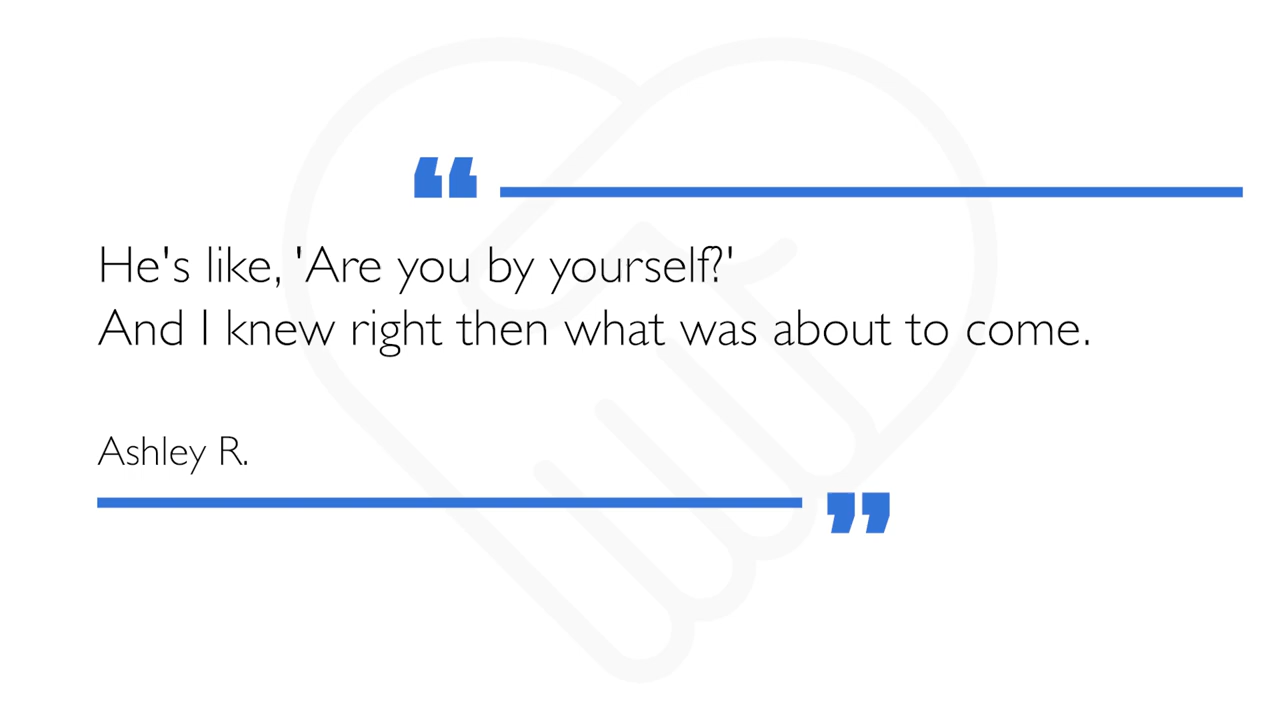 He's like, 'Are you by yourself?'
And I knew right then what was about to come.
Ashley R.